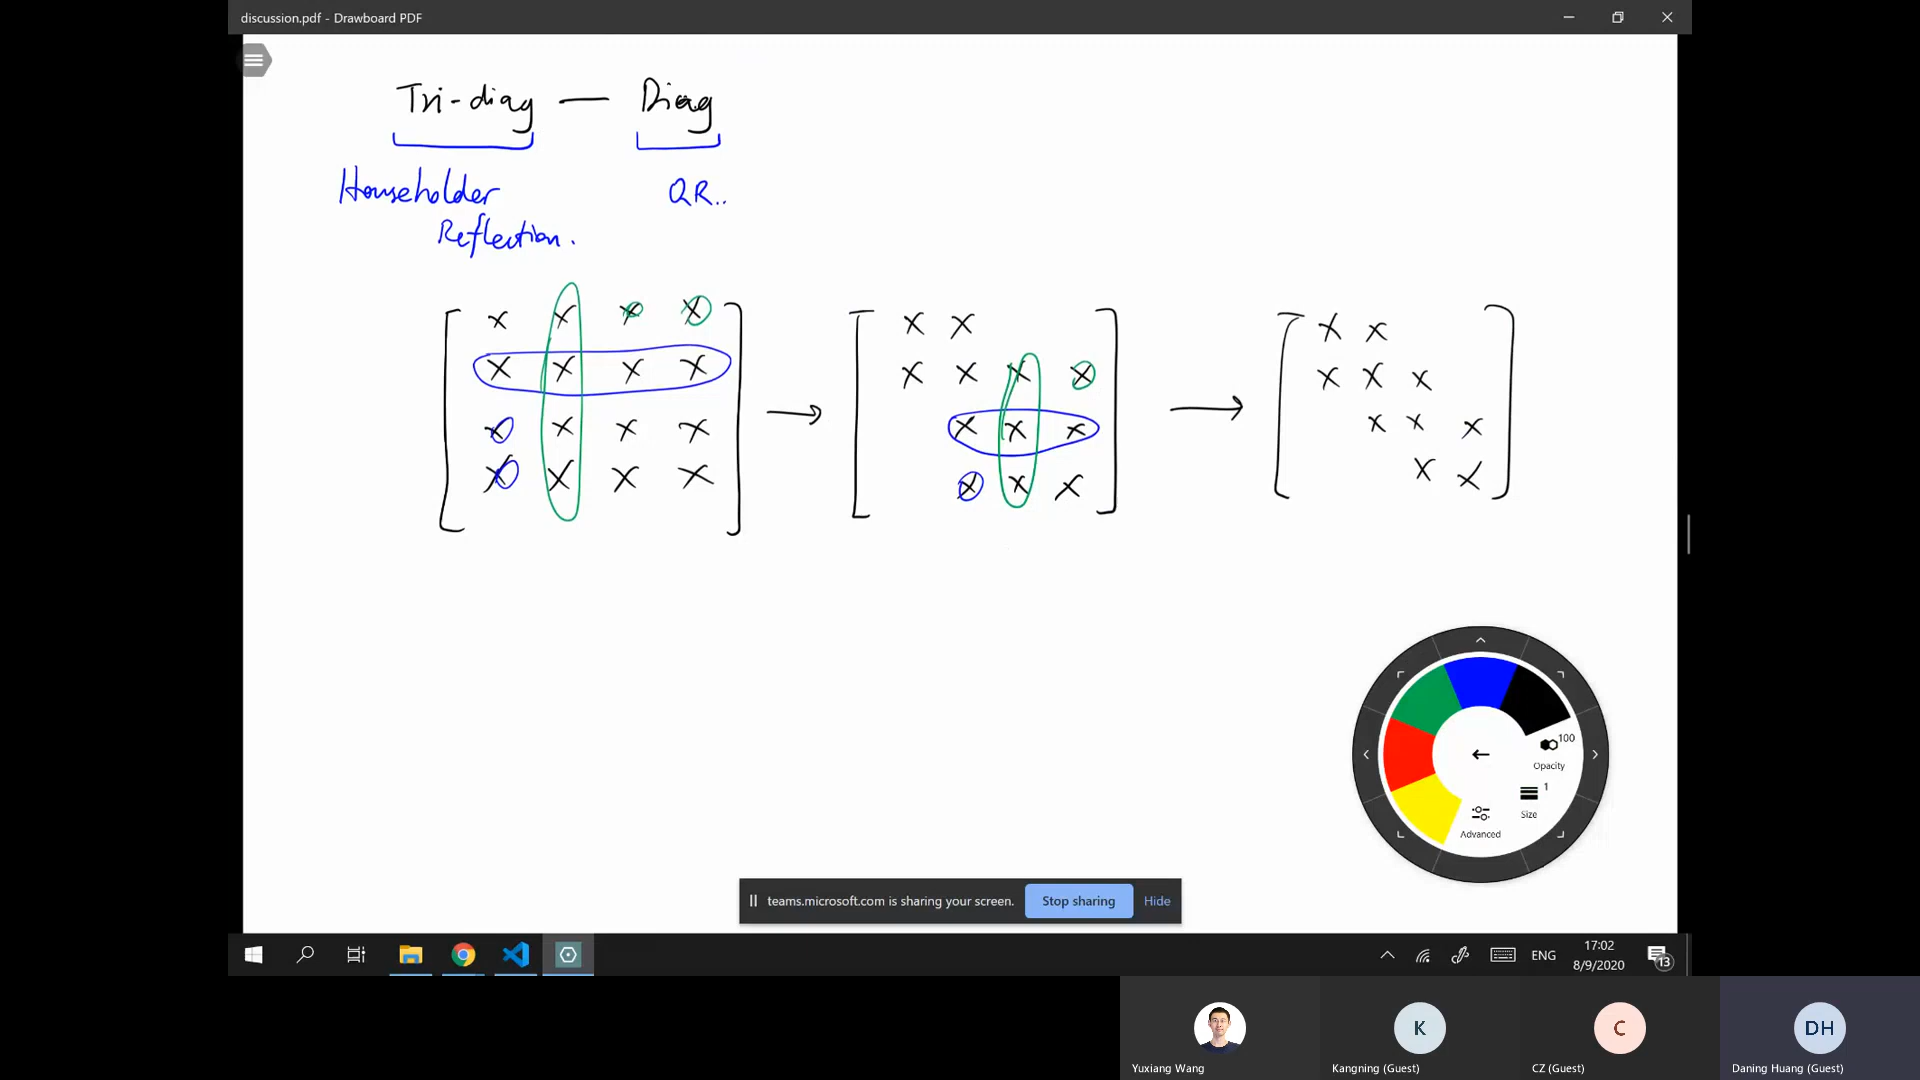 discussion.pdf - Drawboard PDF
Tri-diag — Diag
Householder
Reflection.
QR..
x x x x
x x x x
x x x x
x x x x
x x
x x x x
x x x
x x x
x x
x x x
x x x
x x
100
Opacity
1
Size
Advanced
teams.microsoft.com is sharing your screen.
Stop sharing
Hide
ENG
17:02
8/9/2020
13
K
C
DH
Yuxiang Wang
Kangning (Guest)
CZ (Guest)
Daning Huang (Guest)